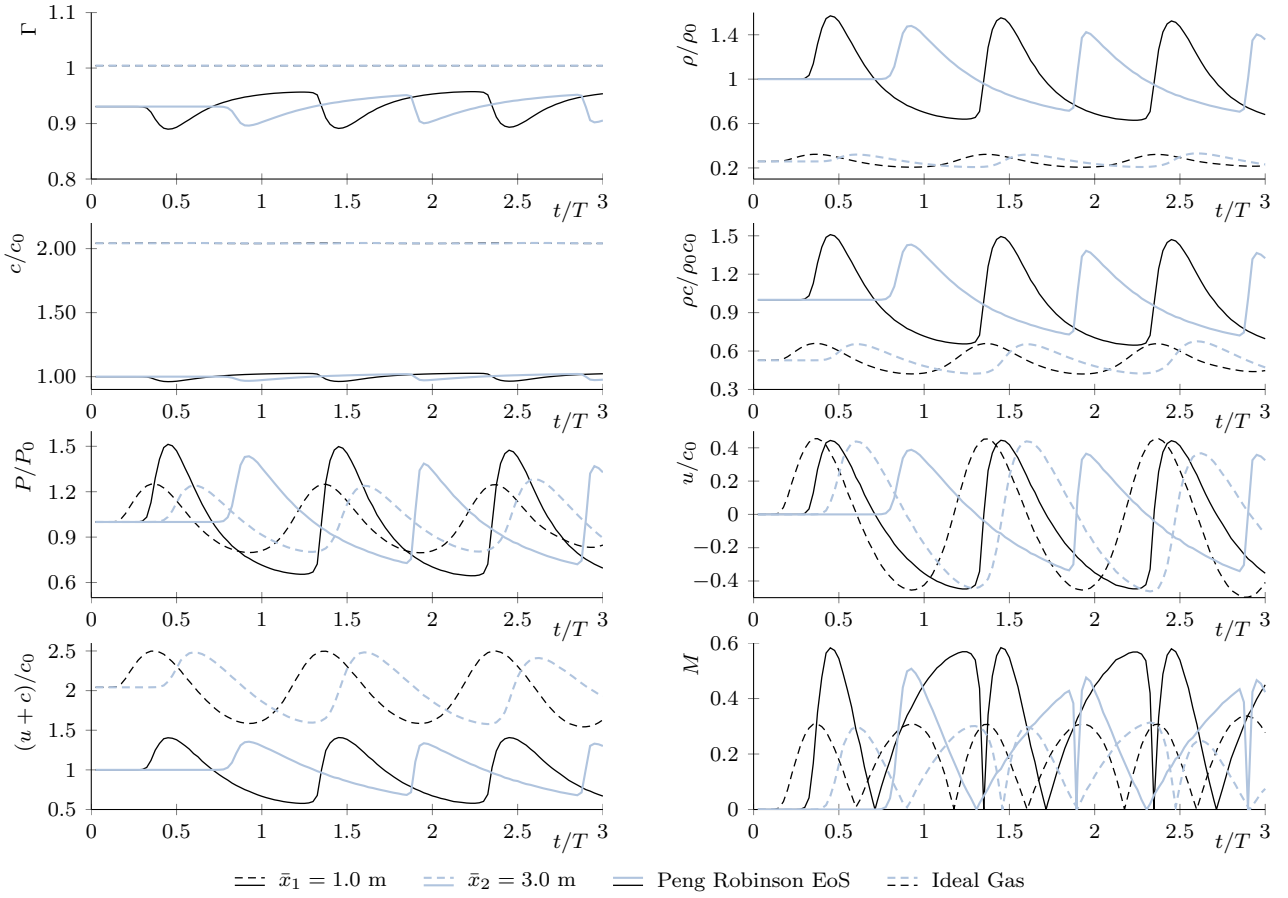 Γ
1.1
1
0.9
0.8
0 0.5 1 1.5 2 2.5 3
t/T
ρ/ρ₀
1.4
1
0.6
0.2
0 0.5 1 1.5 2 2.5 3
t/T
c/c₀
2.00
1.50
1.00
0 0.5 1 1.5 2 2.5 3
t/T
ρc/ρ₀c₀
1.5
1.2
0.9
0.6
0.3
0 0.5 1 1.5 2 2.5 3
t/T
P/P₀
1.5
1.2
0.9
0.6
0 0.5 1 1.5 2 2.5 3
t/T
u/c₀
0.4
0.2
0
−0.2
−0.4
0 0.5 1 1.5 2 2.5 3
t/T
(u + c)/c₀
2.5
2
1.5
1
0.5
0 0.5 1 1.5 2 2.5 3
t/T
M
0.6
0.4
0.2
0
0 0.5 1 1.5 2 2.5 3
t/T
x̄₁ = 1.0 m x̄₂ = 3.0 m Peng Robinson EoS Ideal Gas